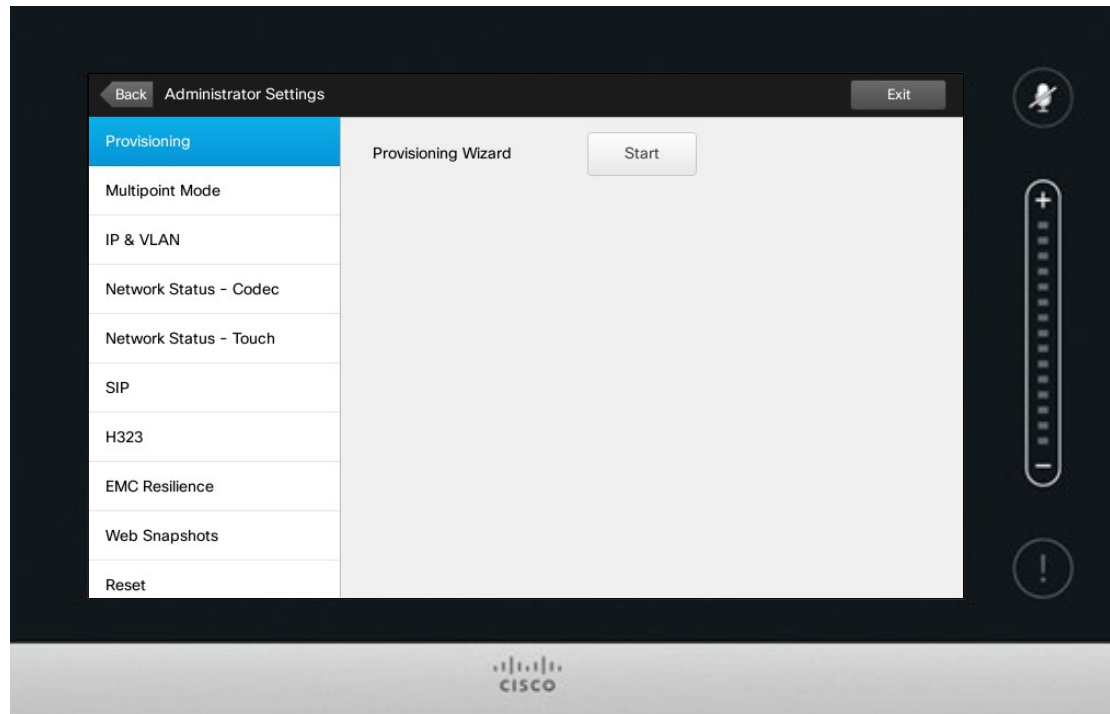 Back Administrator Settings Exit
Provisioning
Provisioning Wizard Start
Multipoint Mode
IP & VLAN
Network Status - Codec
Network Status - Touch
SIP
H323
EMC Resilience
Web Snapshots
Reset
+
-
!
CISCO